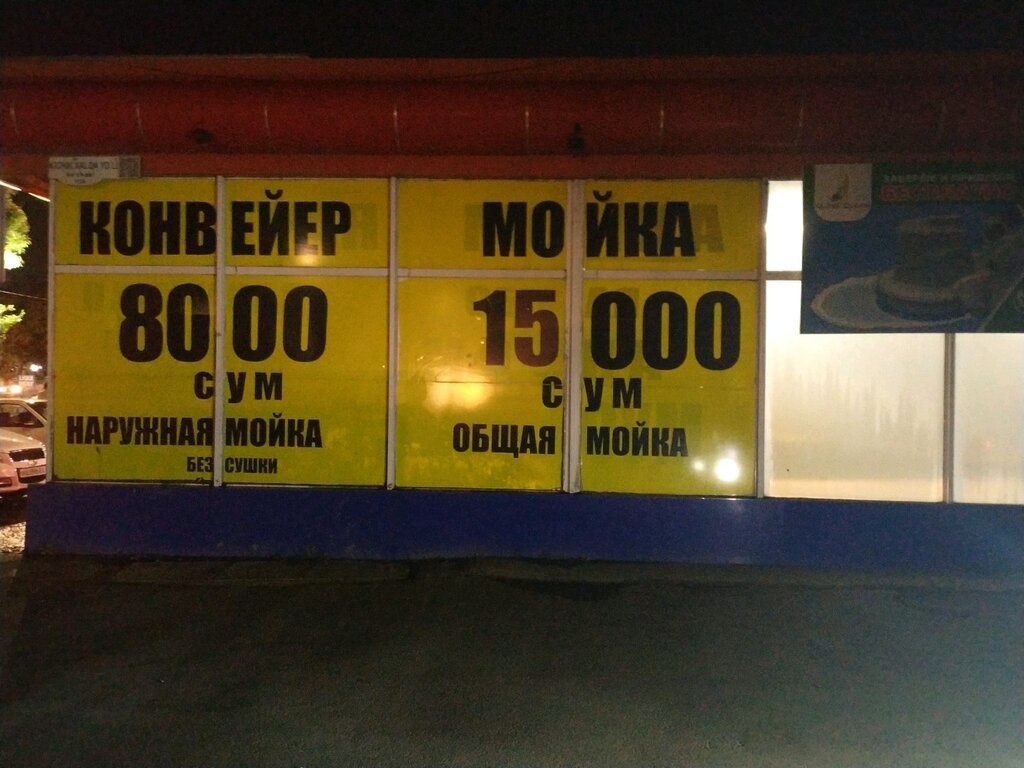 КОНВЕЙЕР МОЙКА
8000
СУМ
НАРУЖНАЯ МОЙКА
БЕЗ СУШКИ
15 000
СУМ
ОБЩАЯ МОЙКА